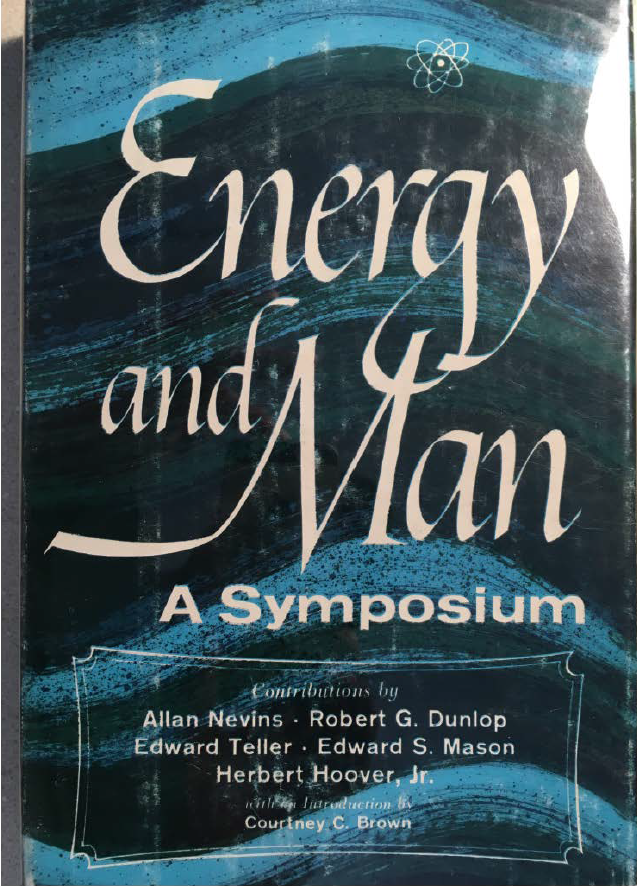 Energy
and Man
A Symposium
Contributions by
Allan Nevins · Robert G. Dunlop
Edward Teller · Edward S. Mason
Herbert Hoover, Jr.
with an Introduction by
Courtney C. Brown